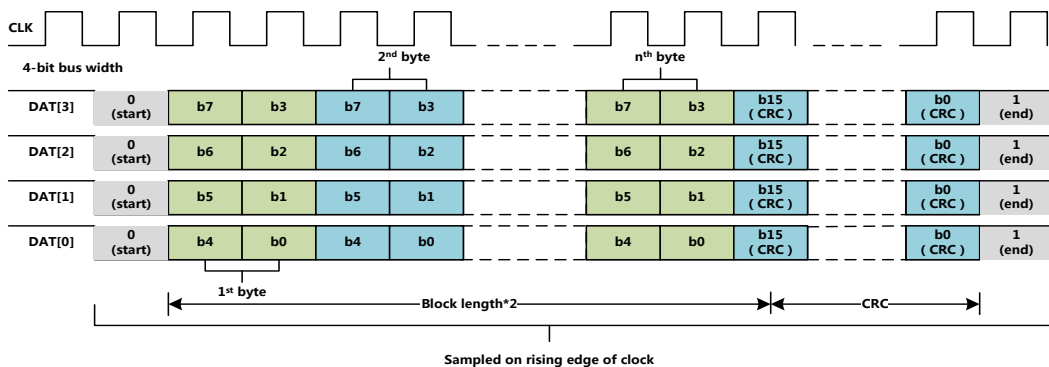 CLK
4-bit bus width
2nd byte
nth byte
DAT[3] 0 (start) b7 b3 b7 b3 b7 b3 b15 (CRC) b0 (CRC) 1 (end)
DAT[2] 0 (start) b6 b2 b6 b2 b6 b2 b15 (CRC) b0 (CRC) 1 (end)
DAT[1] 0 (start) b5 b1 b5 b1 b5 b1 b15 (CRC) b0 (CRC) 1 (end)
DAT[0] 0 (start) b4 b0 b4 b0 b4 b0 b15 (CRC) b0 (CRC) 1 (end)
1st byte
Block length*2
CRC
Sampled on rising edge of clock